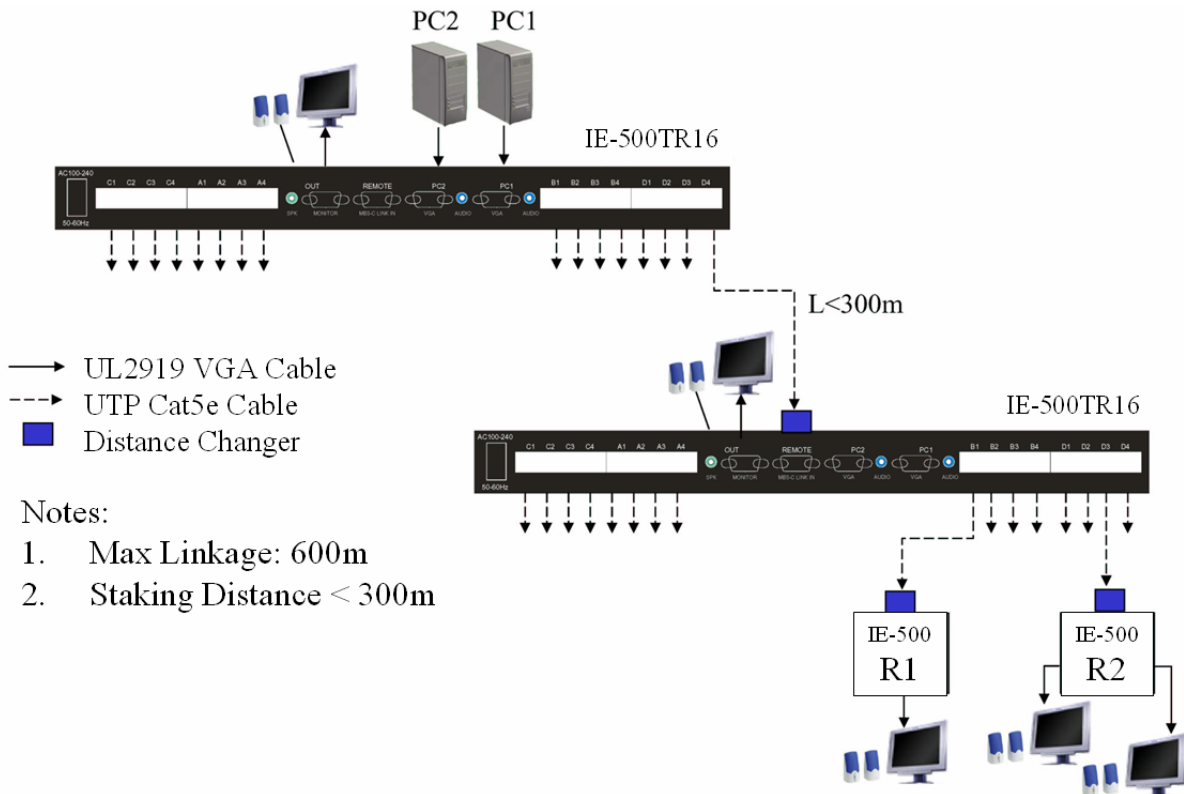 PC2 PC1
IE-500TR16
AC100-240
C1 C2 C3 C4 A1 A2 A3 A4
OUT REMOTE PC2 PC1
B1 B2 B3 B4 D1 D2 D3 D4
50-60Hz
SPK MONITOR MBS-C LINK IN VGA AUDIO VGA AUDIO
L<300m
UL2919 VGA Cable
UTP Cat5e Cable
Distance Changer
IE-500TR16
AC100-240
C1 C2 C3 C4 A1 A2 A3 A4
OUT REMOTE PC2 PC1
B1 B2 B3 B4 D1 D2 D3 D4
50-60Hz
SPK MONITOR MBS-C LINK IN VGA AUDIO VGA AUDIO
Notes:
1. Max Linkage: 600m
2. Staking Distance < 300m
IE-500
R1
IE-500
R2